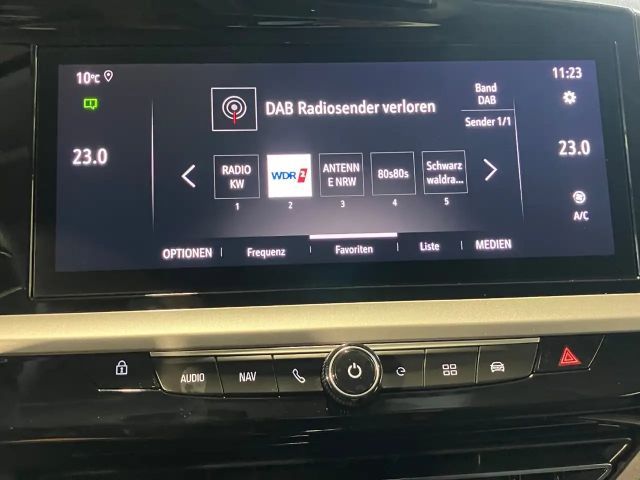 10°C
11:23
DAB Radiosender verloren
Band
DAB
Sender 1/1
23.0
23.0
RADIO
KW
WDR 2
ANTENN
E NRW
80s80s
Schwarz
waldra...
1
2
3
4
5
A/C
OPTIONEN
Frequenz
Favoriten
Liste
MEDIEN
AUDIO
NAV